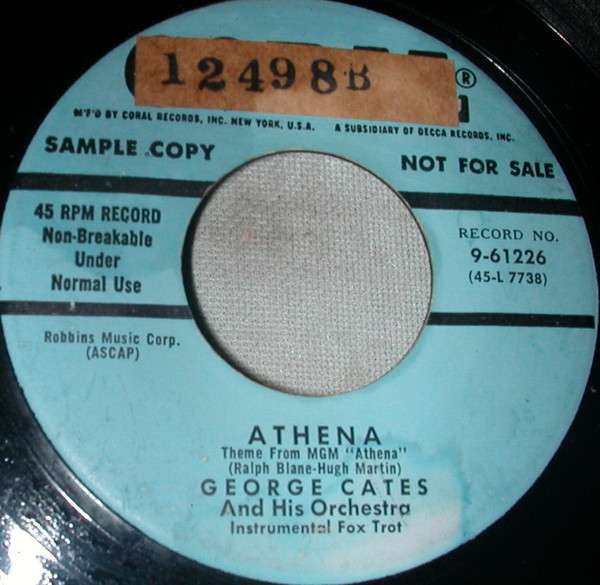 12498B
®
M'F'D BY CORAL RECORDS, INC. NEW YORK, U.S.A. A SUBSIDIARY OF DECCA RECORDS, INC.
SAMPLE COPY
NOT FOR SALE
45 RPM RECORD
Non-Breakable
Under
Normal Use
RECORD NO.
9-61226
(45-L 7738)
Robbins Music Corp.
(ASCAP)
ATHENA
Theme From MGM "Athena"
(Ralph Blane-Hugh Martin)
GEORGE CATES
And His Orchestra
Instrumental Fox Trot